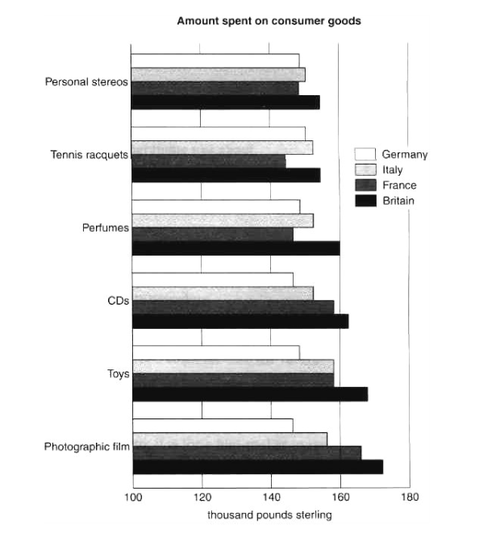 Amount spent on consumer goods
Personal stereos
Tennis racquets
Perfumes
CDs
Toys
Photographic film
Germany
Italy
France
Britain
100 120 140 160 180
thousand pounds sterling